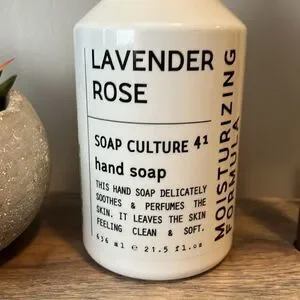 LAVENDER
ROSE
SOAP CULTURE 4¹
hand soap
THIS HAND SOAP DELICATELY
SOOTHES & PERFUMES THE
SKIN. IT LEAVES THE SKIN
FEELING CLEAN & SOFT.
636 ml e 21.5 fl.oz
MOISTURIZING
FORMULA